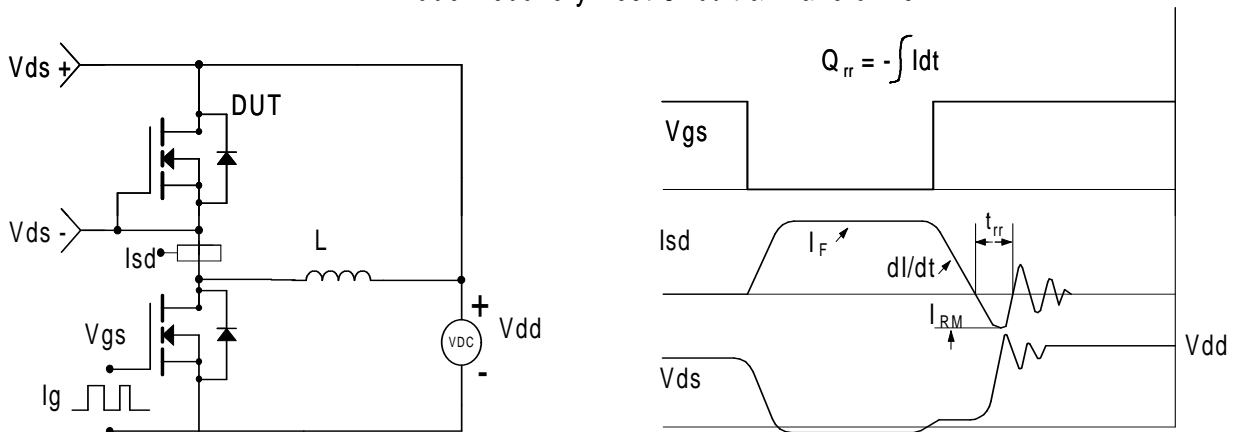 Vds +
DUT
Vds -
Isd
L
Vgs
Ig
+
VDC
-
Vdd
Q rr = - ∫ Idt
Vgs
Isd
I F
dI/dt
t rr
I RM
Vds
Vdd